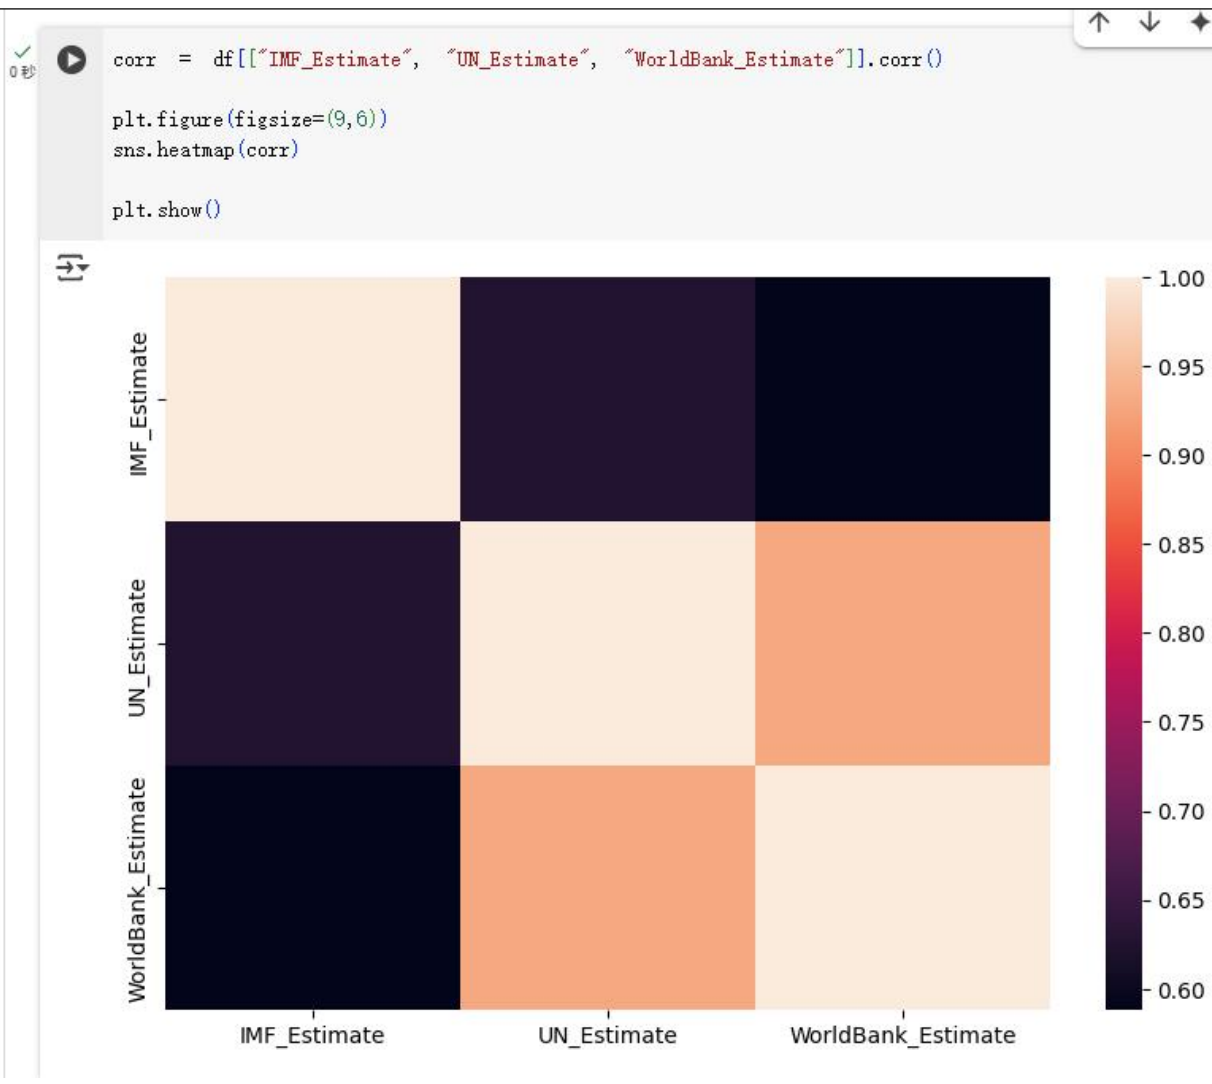 corr = df[["IMF_Estimate", "UN_Estimate", "WorldBank_Estimate"]].corr()
0 秒
plt.figure(figsize=(9,6))
sns.heatmap(corr)
plt.show()
1.00
0.95
0.90
0.85
0.80
0.75
0.70
0.65
0.60
IMF_Estimate
UN_Estimate
WorldBank_Estimate
IMF_Estimate
UN_Estimate
WorldBank_Estimate